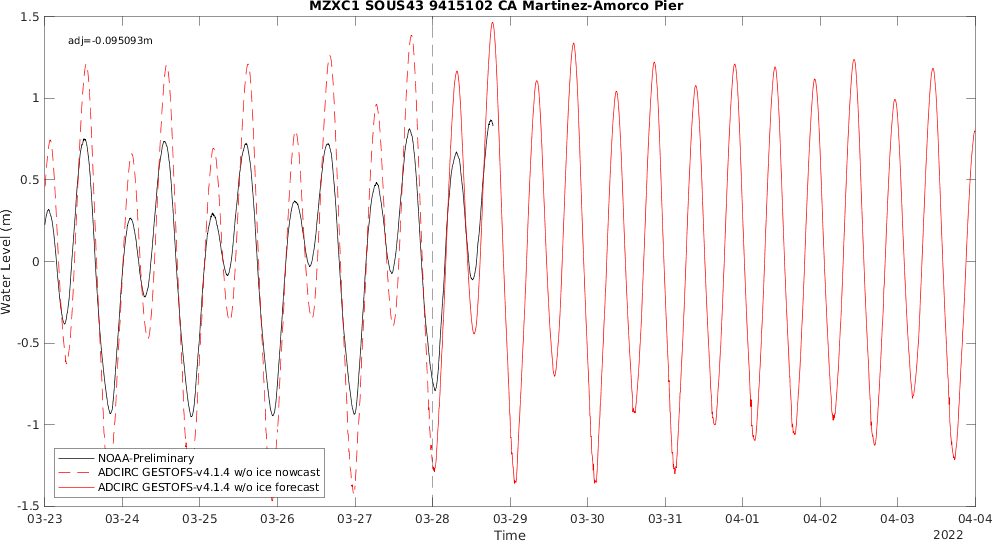 MZXC1 SOUS43 9415102 CA Martinez-Amorco Pier
adj=-0.095093m
1.5
1
0.5
0
-0.5
-1
-1.5
Water Level (m)
NOAA-Preliminary
ADCIRC GESTOFS-v4.1.4 w/o ice nowcast
ADCIRC GESTOFS-v4.1.4 w/o ice forecast
03-23 03-24 03-25 03-26 03-27 03-28 03-29 03-30 03-31 04-01 04-02 04-03 04-04
Time
2022